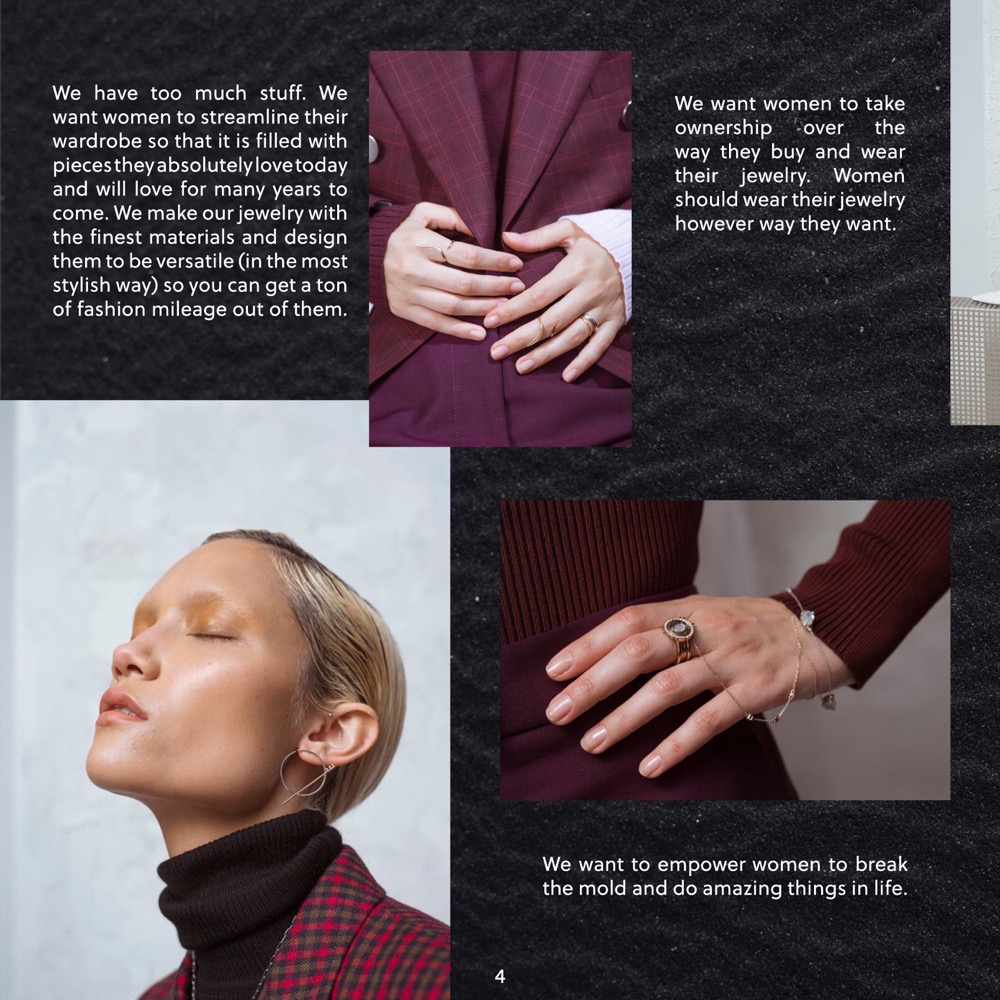 We have too much stuff. We
want women to streamline their
wardrobe so that it is filled with
pieces they absolutely love today
and will love for many years to
come. We make our jewelry with
the finest materials and design
them to be versatile (in the most
stylish way) so you can get a ton
of fashion mileage out of them.
We want women to take
ownership over the
way they buy and wear
their jewelry. Women
should wear their jewelry
however way they want.
We want to empower women to break
the mold and do amazing things in life.
4